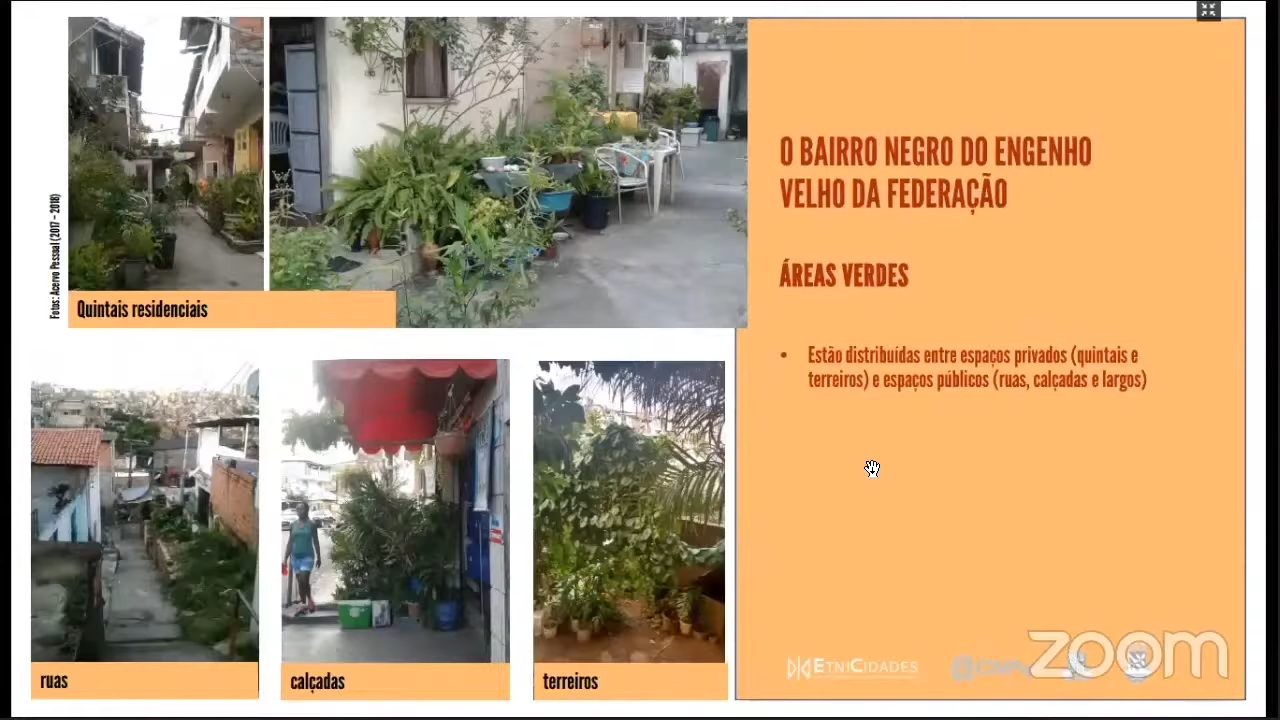 Fotos: Acervo Pessoal (2017 – 2018)
Quintais residenciais
ruas
calçadas
terreiros
O BAIRRO NEGRO DO ENGENHO
VELHO DA FEDERAÇÃO
ÁREAS VERDES
• Estão distribuídas entre espaços privados (quintais e
terreiros) e espaços públicos (ruas, calçadas e largos)
ETNICIDADES
zoom